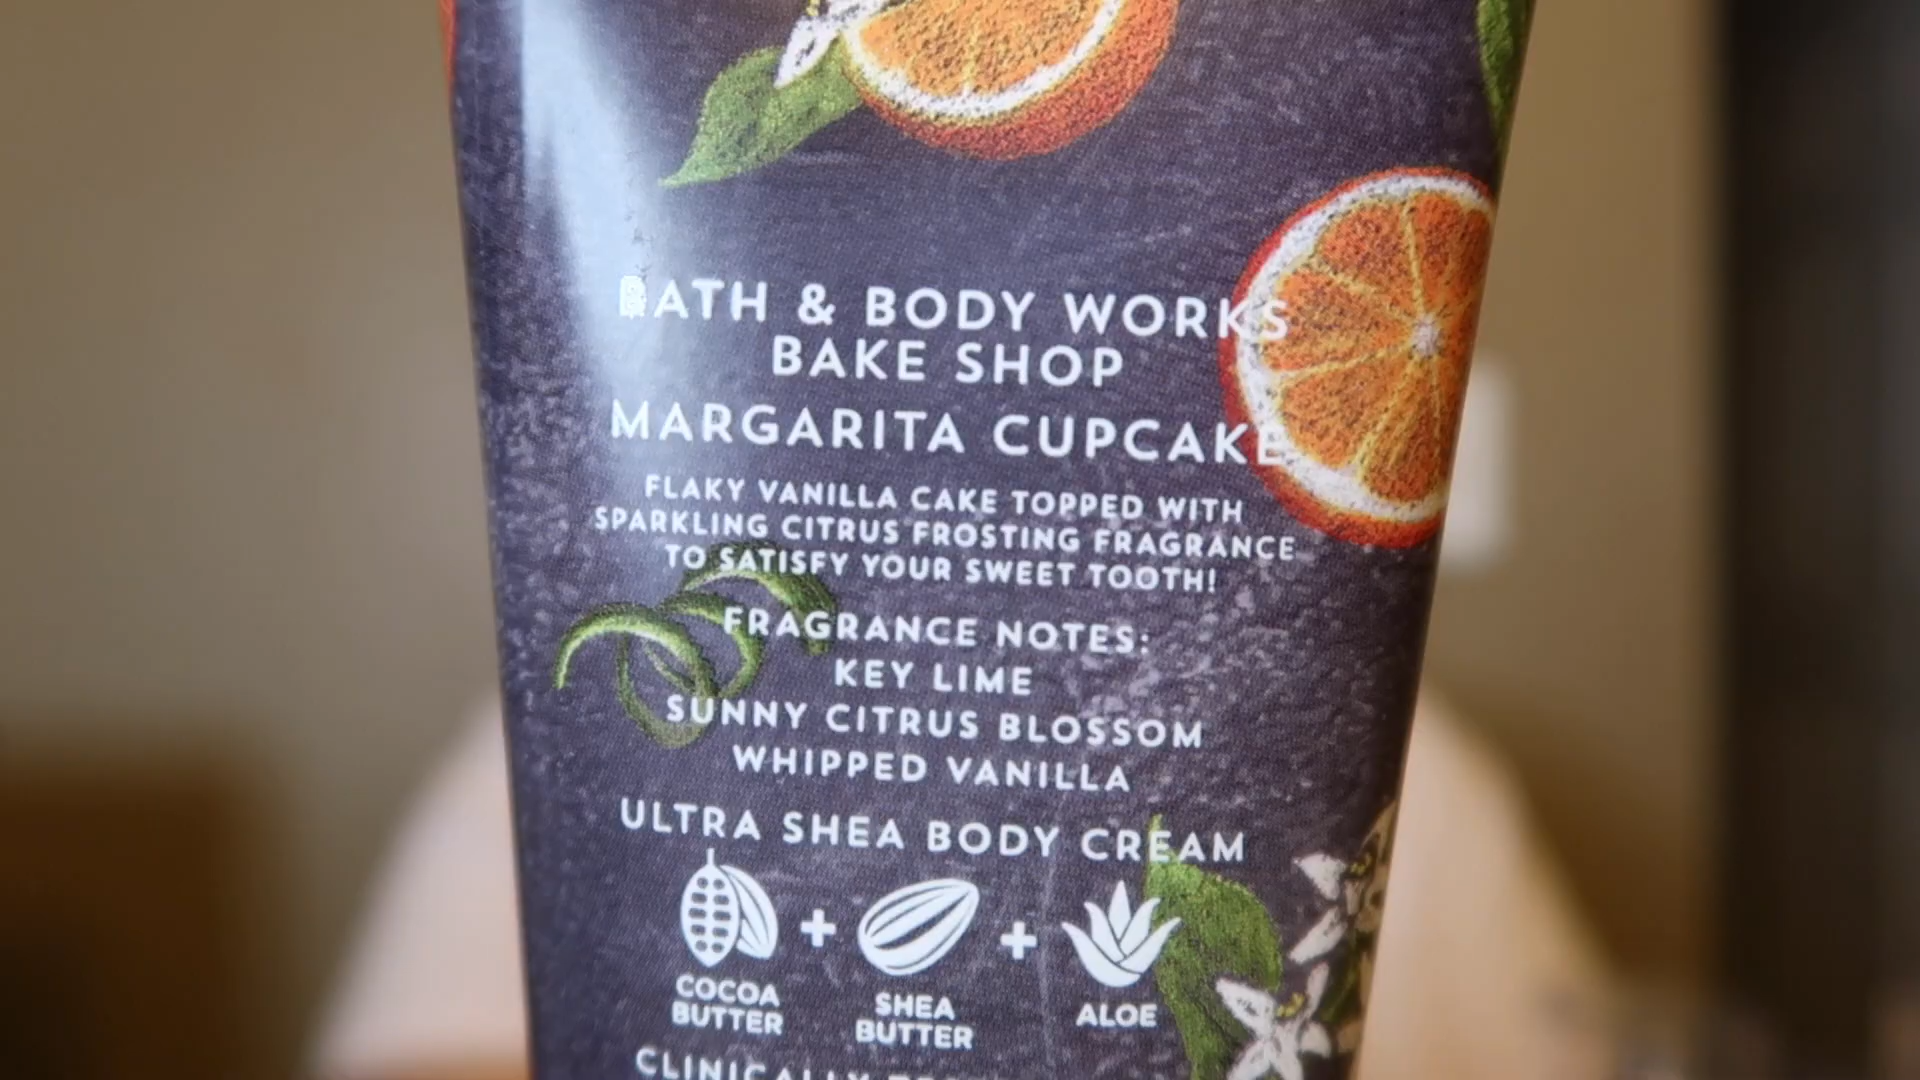 BATH & BODY WORKS
BAKE SHOP
MARGARITA CUPCAKE
FLAKY VANILLA CAKE TOPPED WITH
SPARKLING CITRUS FROSTING FRAGRANCE
TO SATISFY YOUR SWEET TOOTH!
FRAGRANCE NOTES:
KEY LIME
SUNNY CITRUS BLOSSOM
WHIPPED VANILLA
ULTRA SHEA BODY CREAM
+ +
COCOA BUTTER
SHEA BUTTER
ALOE
CLINICALLY